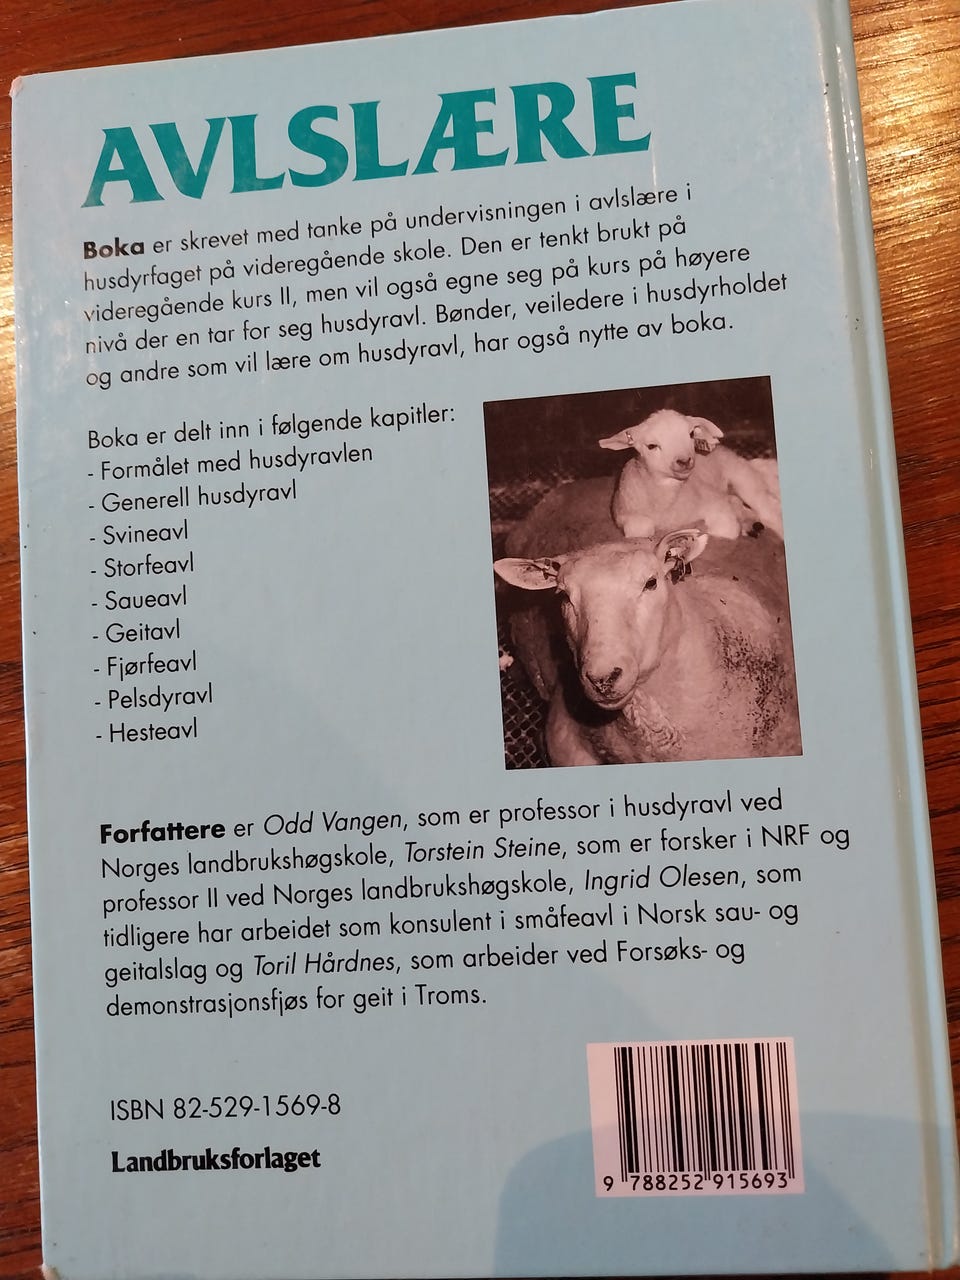 AVLSLÆRE
Boka er skrevet med tanke på undervisningen i avlslære i
husdyrfaget på videregående skole. Den er tenkt brukt på
videregående kurs II, men vil også egne seg på kurs på høyere
nivå der en tar for seg husdyravl. Bønder, veiledere i husdyrholdet
og andre som vil lære om husdyravl, har også nytte av boka.
Boka er delt inn i følgende kapitler:
- Formålet med husdyravlen
- Generell husdyravl
- Svineavl
- Storfeavl
- Saueavl
- Geitavl
- Fjørfeavl
- Pelsdyravl
- Hesteavl
Forfattere er Odd Vangen, som er professor i husdyravl ved
Norges landbrukshøgskole, Torstein Steine, som er forsker i NRF og
professor II ved Norges landbrukshøgskole, Ingrid Olesen, som
tidligere har arbeidet som konsulent i småfeavl i Norsk sau- og
geitalslag og Toril Hårdnes, som arbeider ved Forsøks- og
demonstrasjonsfjøs for geit i Troms.
ISBN 82-529-1569-8
Landbruksforlaget
9 788252 915693